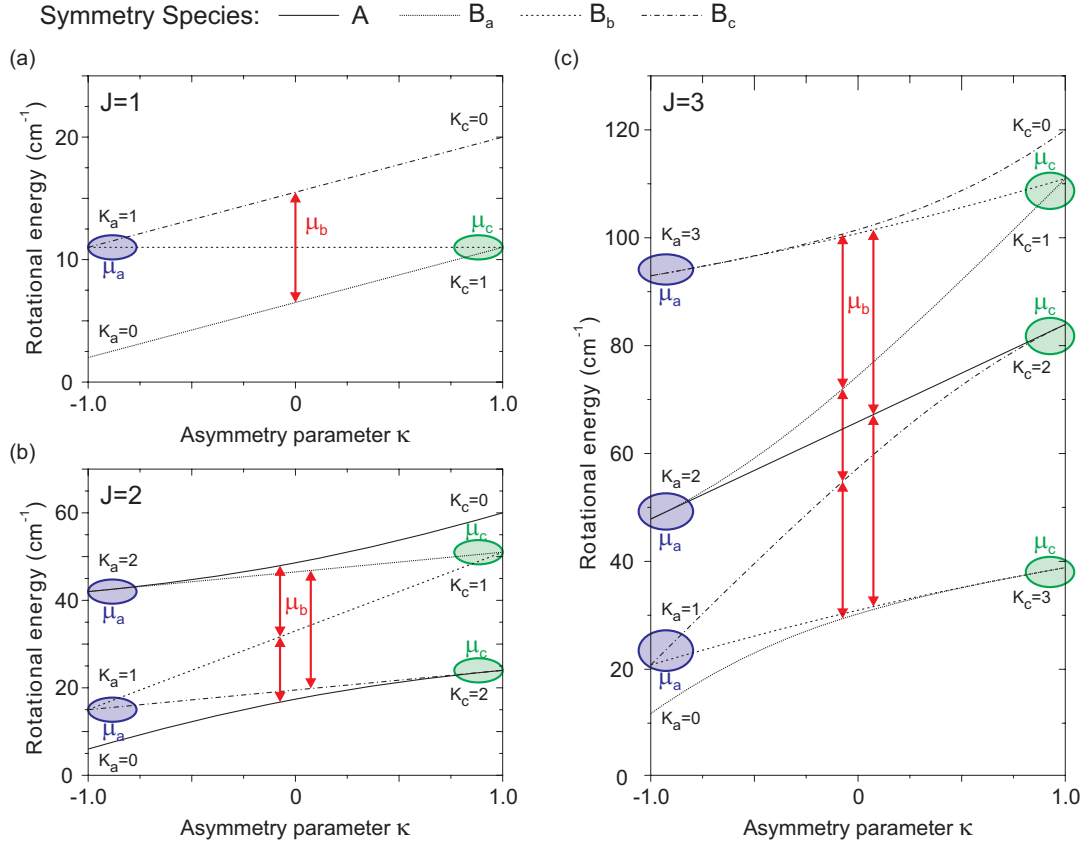 Symmetry Species: A B_a B_b B_c
(a)
J=1
Rotational energy (cm⁻¹)
20
10
0
K_c=0
K_a=1
μ_b
μ_c
μ_a
K_c=1
K_a=0
-1.0 0 1.0
Asymmetry parameter κ
(b)
J=2
Rotational energy (cm⁻¹)
60
40
20
0
K_c=0
μ_c
K_a=2
μ_a
K_c=1
μ_b
K_a=1
μ_c
μ_a
K_c=2
K_a=0
-1.0 0 1.0
Asymmetry parameter κ
(c)
J=3
Rotational energy (cm⁻¹)
120
100
80
60
40
20
0
K_c=0
μ_c
K_a=3
K_c=1
μ_a
μ_b
μ_c
K_c=2
K_a=2
μ_a
μ_c
K_a=1
K_c=3
μ_a
K_a=0
-1.0 0 1.0
Asymmetry parameter κ